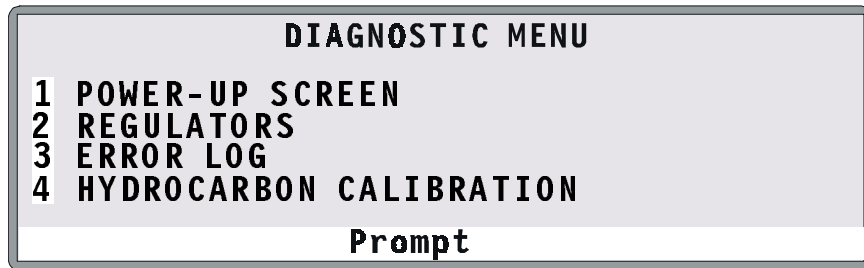 DIAGNOSTIC MENU
1 POWER-UP SCREEN
2 REGULATORS
3 ERROR LOG
4 HYDROCARBON CALIBRATION
Prompt